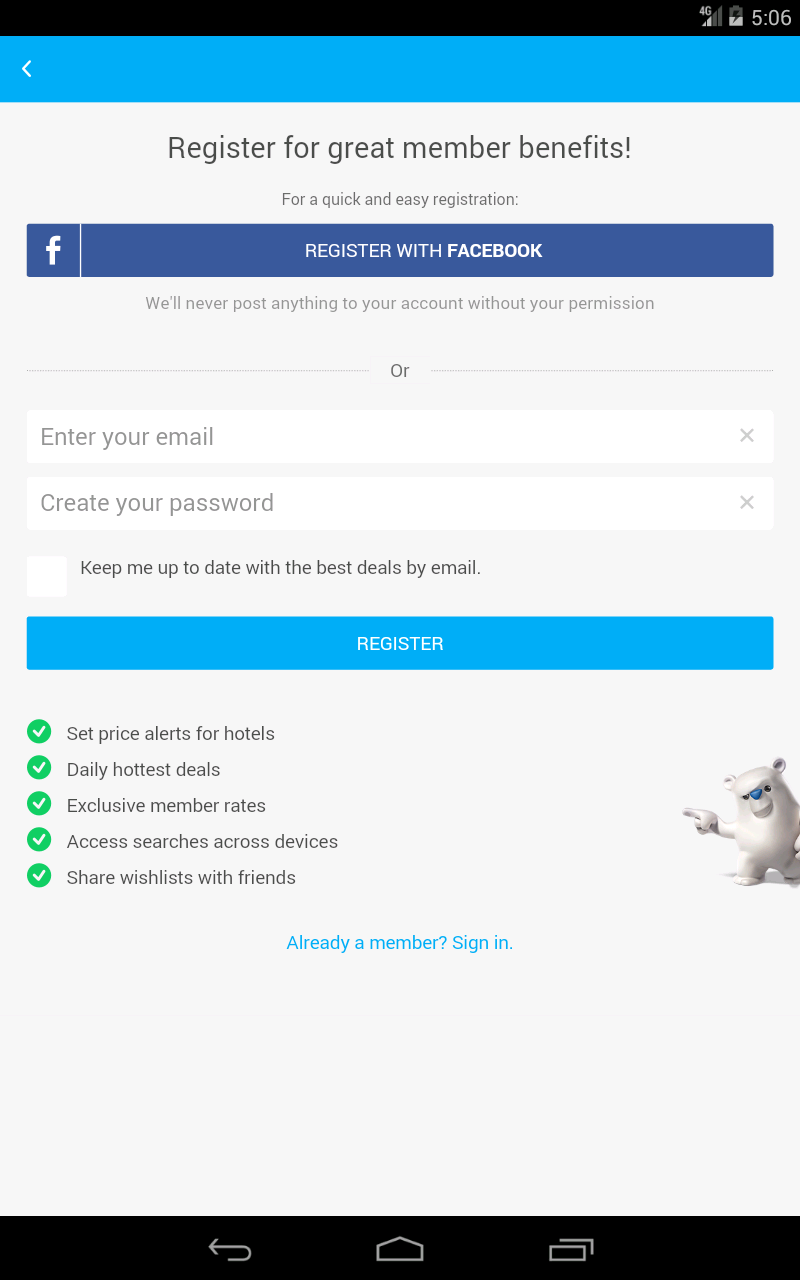 4G 5:06
Register for great member benefits!
For a quick and easy registration:
f REGISTER WITH FACEBOOK
We'll never post anything to your account without your permission
Or
Enter your email
Create your password
Keep me up to date with the best deals by email.
REGISTER
Set price alerts for hotels
Daily hottest deals
Exclusive member rates
Access searches across devices
Share wishlists with friends
Already a member? Sign in.